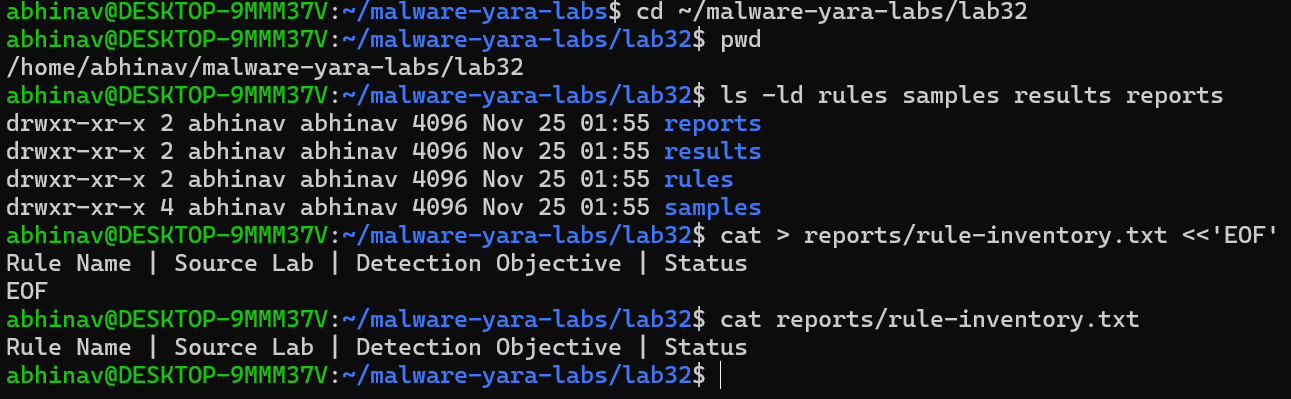 abhinav@DESKTOP-9MMM37V:~/malware-yara-labs$ cd ~/malware-yara-labs/lab32
abhinav@DESKTOP-9MMM37V:~/malware-yara-labs/lab32$ pwd
/home/abhinav/malware-yara-labs/lab32
abhinav@DESKTOP-9MMM37V:~/malware-yara-labs/lab32$ ls -ld rules samples results reports
drwxr-xr-x 2 abhinav abhinav 4096 Nov 25 01:55 reports
drwxr-xr-x 2 abhinav abhinav 4096 Nov 25 01:55 results
drwxr-xr-x 2 abhinav abhinav 4096 Nov 25 01:55 rules
drwxr-xr-x 4 abhinav abhinav 4096 Nov 25 01:55 samples
abhinav@DESKTOP-9MMM37V:~/malware-yara-labs/lab32$ cat > reports/rule-inventory.txt <<'EOF'
Rule Name | Source Lab | Detection Objective | Status
EOF
abhinav@DESKTOP-9MMM37V:~/malware-yara-labs/lab32$ cat reports/rule-inventory.txt
Rule Name | Source Lab | Detection Objective | Status
abhinav@DESKTOP-9MMM37V:~/malware-yara-labs/lab32$